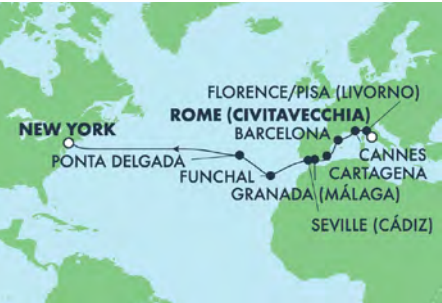 FLORENCE/PISA (LIVORNO)
ROME (CIVITAVECCHIA)
NEW YORK
BARCELONA
CANNES
PONTA DELGADA
CARTAGENA
FUNCHAL
GRANADA (MÁLAGA)
SEVILLE (CÁDIZ)